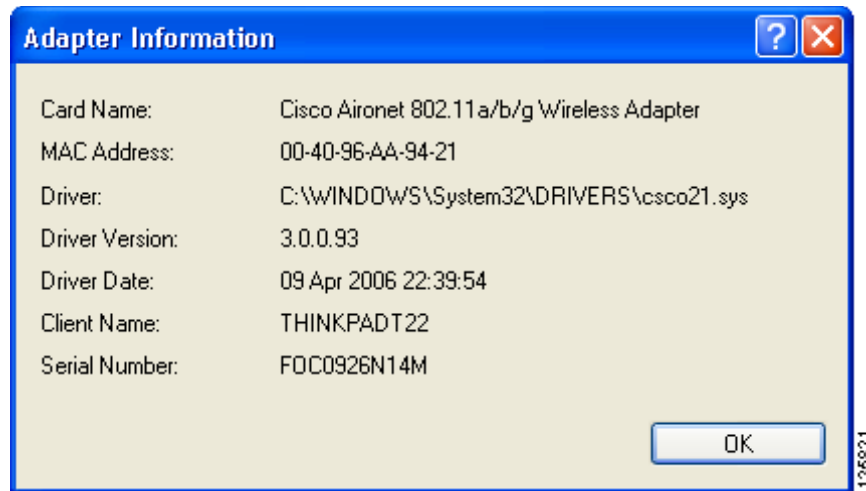 Adapter Information
Card Name: Cisco Aironet 802.11a/b/g Wireless Adapter
MAC Address: 00-40-96-AA-94-21
Driver: C:\WINDOWS\System32\DRIVERS\csco21.sys
Driver Version: 3.0.0.93
Driver Date: 09 Apr 2006 22:39:54
Client Name: THINKPADT22
Serial Number: FOC0926N14M
OK